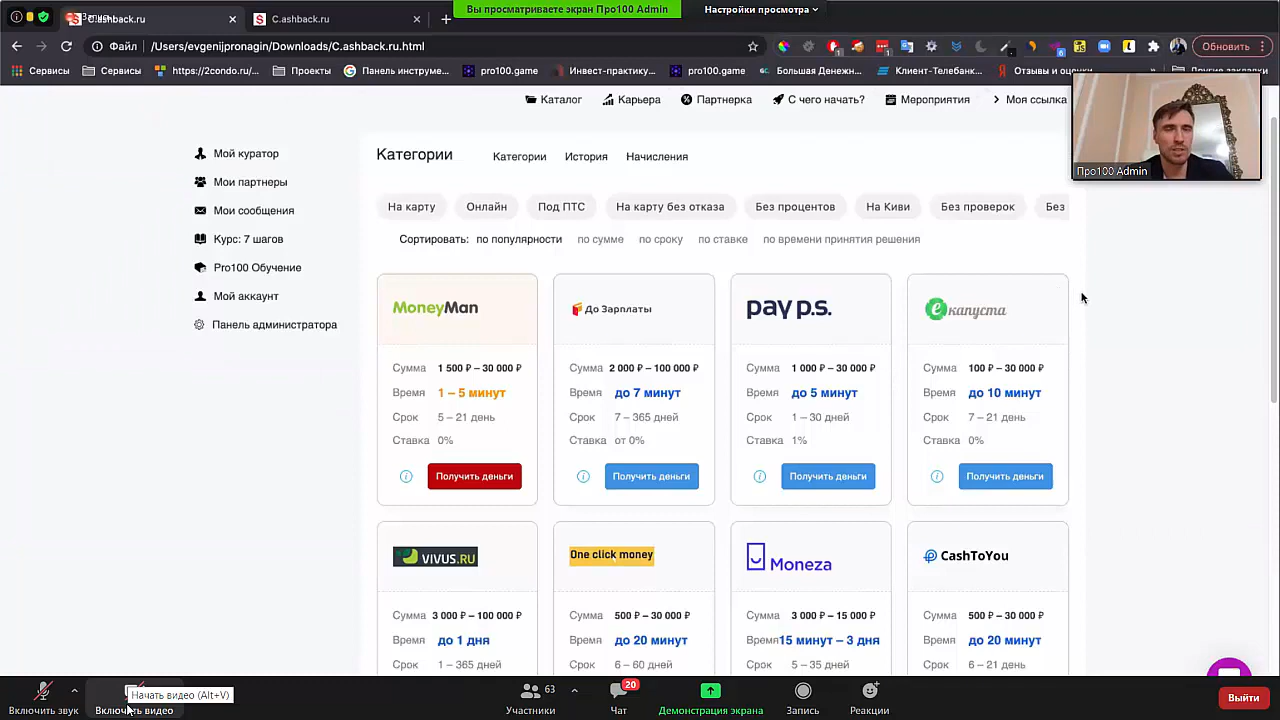 Вы просматриваете экран Про100 Admin
Настройки просмотра
ashback.ru
C.ashback.ru
Файл
/Users/evgenijpronagin/Downloads/C.ashback.ru.html
Обновить
Сервисы
Сервисы
https://2condo.ru/...
Проекты
Панель инструме...
pro100.game
Инвест-практику...
pro100.game
Большая Денежн...
Клиент-Телебанк...
Отзывы и оценки
Другие закладки
Каталог
Карьера
Партнерка
С чего начать?
Мероприятия
Моя ссылка
Про100 Admin
Мой куратор
Мои партнеры
Мои сообщения
Курс: 7 шагов
Pro100 Обучение
Мой аккаунт
Панель администратора
Категории
Категории История Начисления
На карту Онлайн Под ПТС На карту без отказа Без процентов На Киви Без проверок Без
Сортировать: по популярности по сумме по сроку по ставке по времени принятия решения
MoneyMan
Сумма 1 500 ₽ – 30 000 ₽
Время 1 – 5 минут
Срок 5 – 21 день
Ставка 0%
Получить деньги
До Зарплаты
Сумма 2 000 ₽ – 100 000 ₽
Время до 7 минут
Срок 7 – 365 дней
Ставка от 0%
Получить деньги
pay p.s.
Сумма 1 000 ₽ – 30 000 ₽
Время до 5 минут
Срок 1 – 30 дней
Ставка 1%
Получить деньги
екапуста
Сумма 100 ₽ – 30 000 ₽
Время до 10 минут
Срок 7 – 21 день
Ставка 0%
Получить деньги
VIVUS.RU
Сумма 3 000 ₽ – 100 000 ₽
Время до 1 дня
Срок 1 – 365 дней
One click money
Сумма 500 ₽ – 30 000 ₽
Время до 20 минут
Срок 6 – 60 дней
Moneza
Сумма 3 000 ₽ – 15 000 ₽
Время 15 минут – 3 дня
Срок 5 – 35 дней
CashToYou
Сумма 500 ₽ – 30 000 ₽
Время до 20 минут
Срок 6 – 21 день
Начать видео (Alt+V)
Включить звук
Включить видео
63
Участники
20
Чат
Демонстрация экрана
Запись
Реакции
Выйти